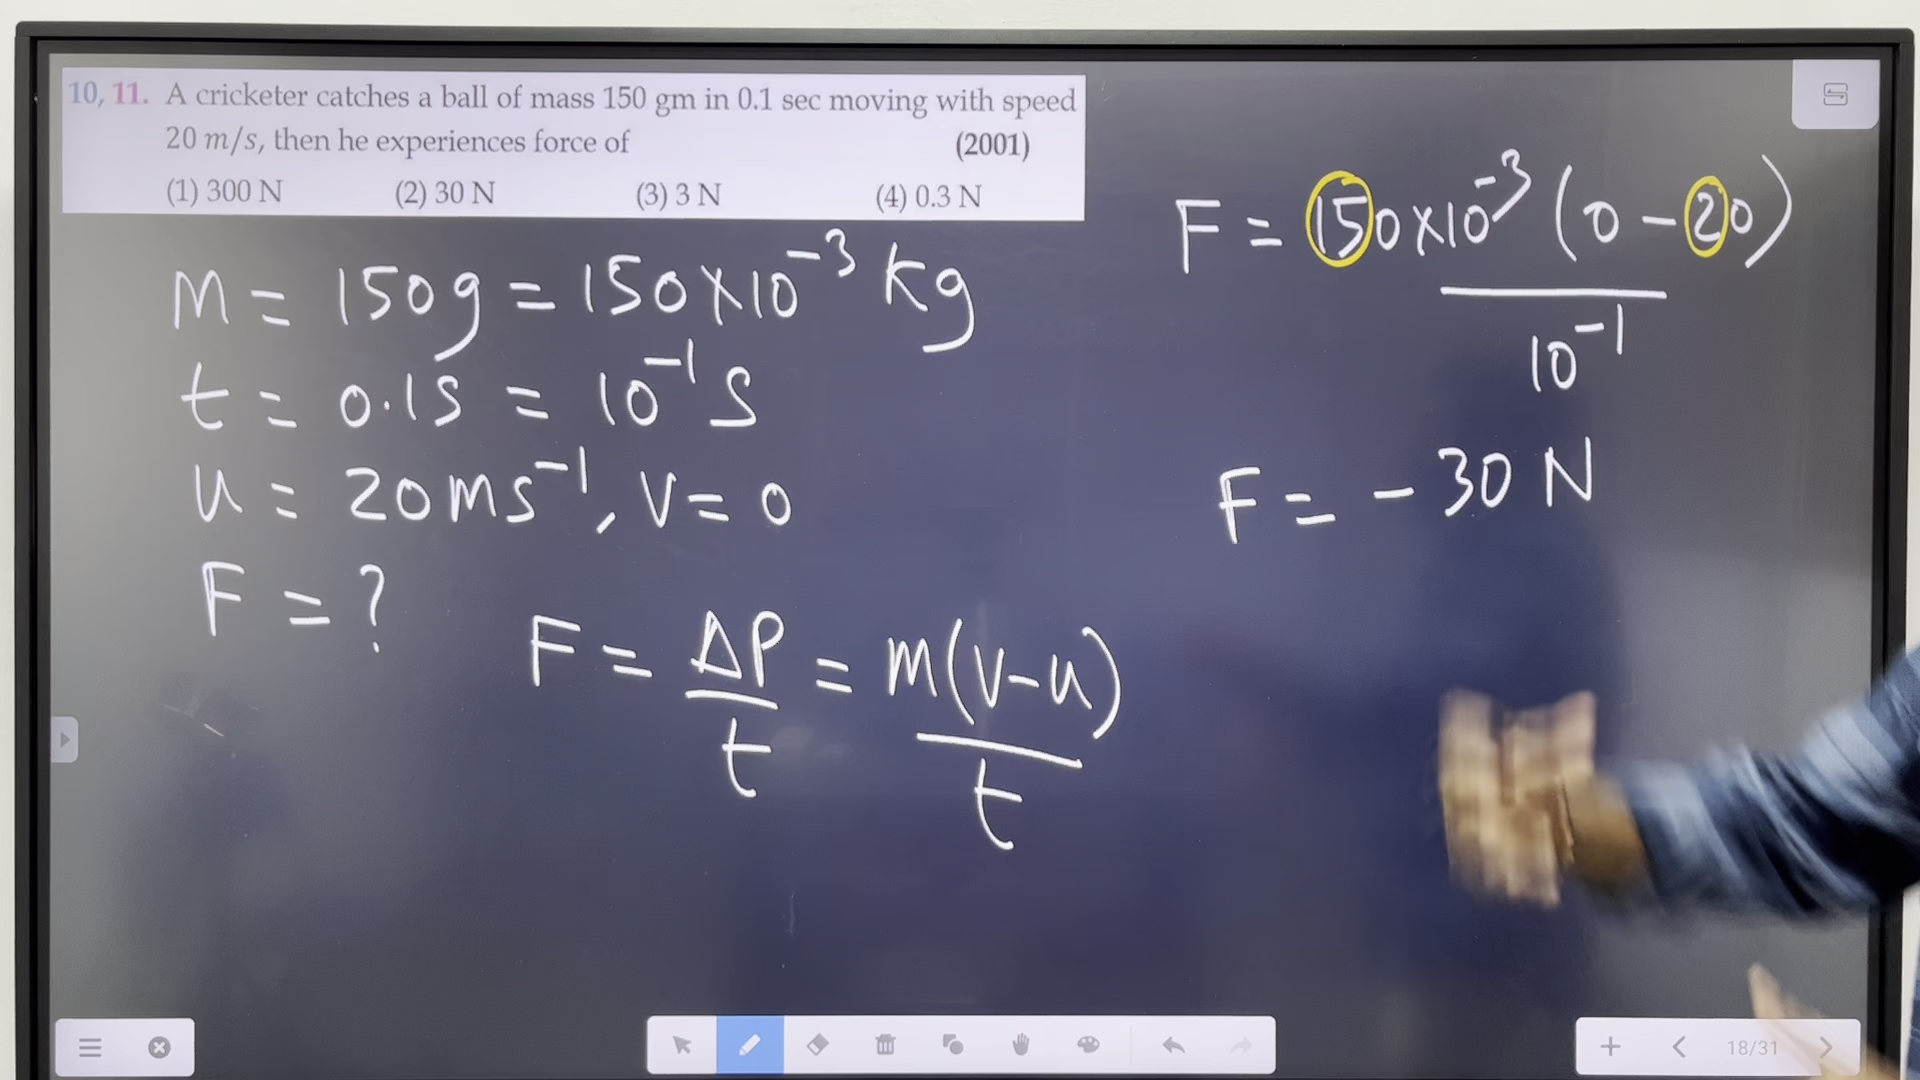 10, 11. A cricketer catches a ball of mass 150 gm in 0.1 sec moving with speed
20 m/s, then he experiences force of (2001)
(1) 300 N (2) 30 N (3) 3 N (4) 0.3 N
M = 150g = 150×10⁻³ kg
t = 0.1s = 10⁻¹ s
u = 20 ms⁻¹, v = 0
F = ?
F = ΔP/t = m(v-u)/t
F = 150×10⁻³ (0-20)/10⁻¹
F = -30 N
18/31